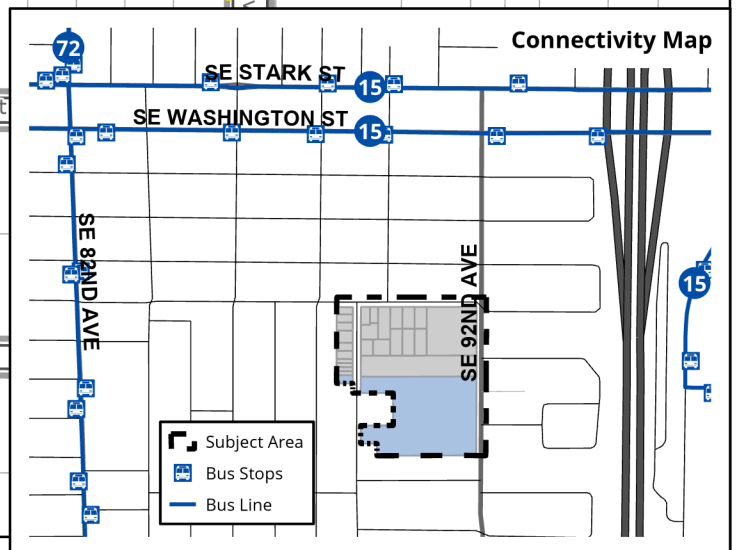 72
Connectivity Map
SE STARK ST
15
SE WASHINGTON ST
15
SE 82ND AVE
SE 92ND AVE
15
Subject Area
Bus Stops
Bus Line